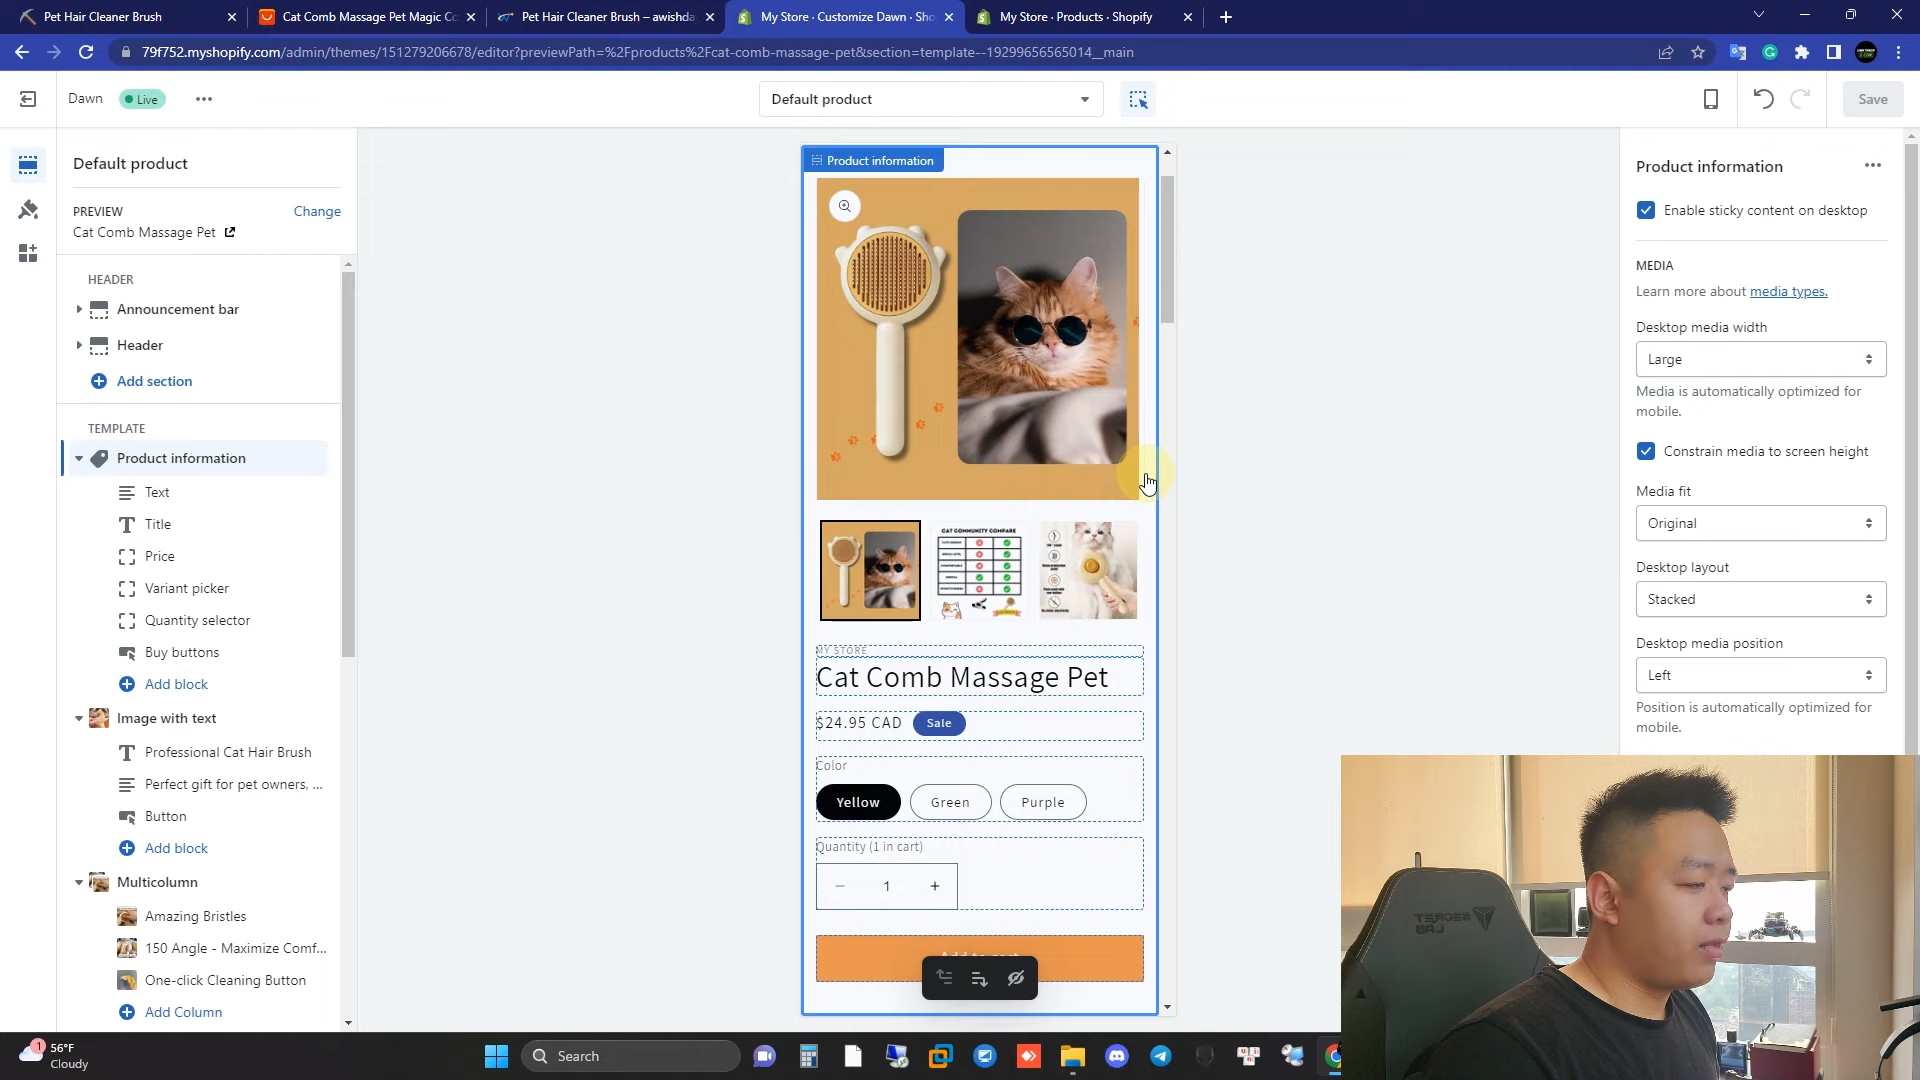 Pet Hair Cleaner Brush
Cat Comb Massage Pet Magic Co
Pet Hair Cleaner Brush – awishda
My Store · Customize Dawn · Sho
My Store · Products · Shopify
79f752.myshopify.com/admin/themes/151279206678/editor?previewPath=%2Fproducts%2Fcat-comb-massage-pet&section=template--19299656565014__main
Dawn
Live
Default product
Save
Default product
PREVIEW
Change
Cat Comb Massage Pet
HEADER
Announcement bar
Header
Add section
TEMPLATE
Product information
Text
Title
Price
Variant picker
Quantity selector
Buy buttons
Add block
Image with text
Professional Cat Hair Brush
Perfect gift for pet owners, ...
Button
Add block
Multicolumn
Amazing Bristles
150 Angle - Maximize Comf...
One-click Cleaning Button
Add Column
Product information
CAT COMMUNITY COMPARE
MY STORE
Cat Comb Massage Pet
$24.95 CAD
Sale
Color
Yellow
Green
Purple
Quantity (1 in cart)
1
Product information
Enable sticky content on desktop
MEDIA
Learn more about media types.
Desktop media width
Large
Media is automatically optimized for
mobile.
Constrain media to screen height
Media fit
Original
Desktop layout
Stacked
Desktop media position
Left
Position is automatically optimized for
mobile.
1
56°F
Cloudy
Search